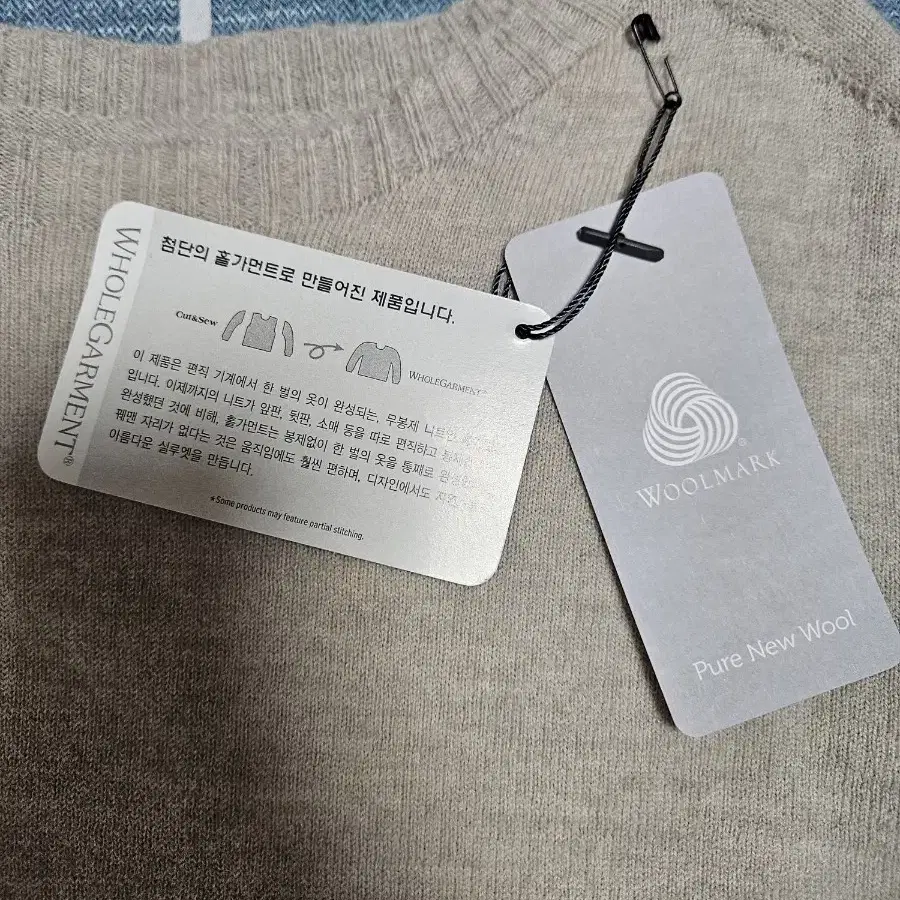 WHOLEGARMENT®
첨단의 홀가먼트로 만들어진 제품입니다.
Cut&Sew
WHOLEGARMENT
이 제품은 편직 기계에서 한 벌의 옷이 완성되는, 무봉제 니트
입니다. 이제까지의 니트가 앞판, 뒷판, 소매 등을 따로 편직하고
완성했던 것에 비해, 홀가먼트는 봉제없이 한 벌의 옷을 통째로
꿰맨 자리가 없다는 것은 움직임에도 훨씬 편하며, 디자인에서도
아름다운 실루엣을 만듭니다.
*Some products may feature partial stitching.
®
WOOLMARK
Pure New Wool